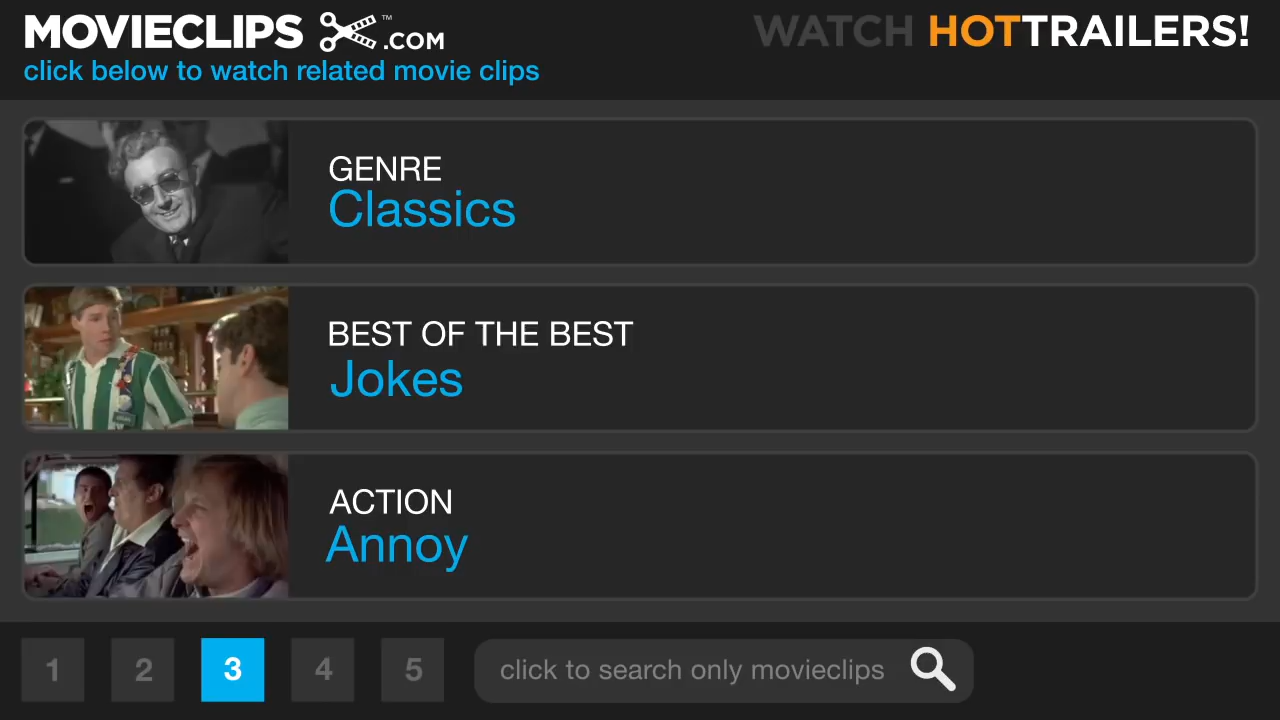 MOVIECLIPS ™.COM
WATCH HOTTRAILERS!
click below to watch related movie clips
GENRE
Classics
BEST OF THE BEST
Jokes
ACTION
Annoy
1 2 3 4 5 click to search only movieclips